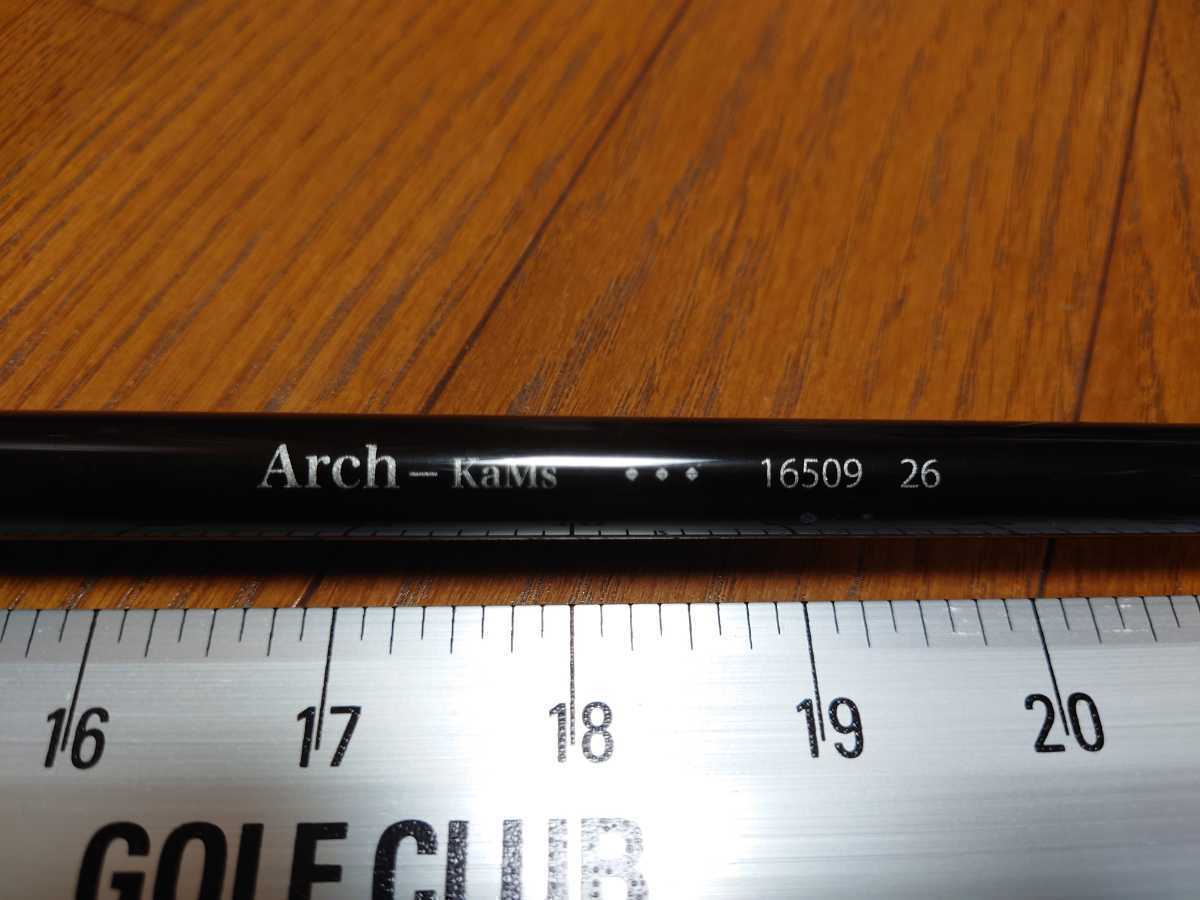 Arch-KaMs ••• 16509 26
16 17 18 19 20
GOLF CLUB